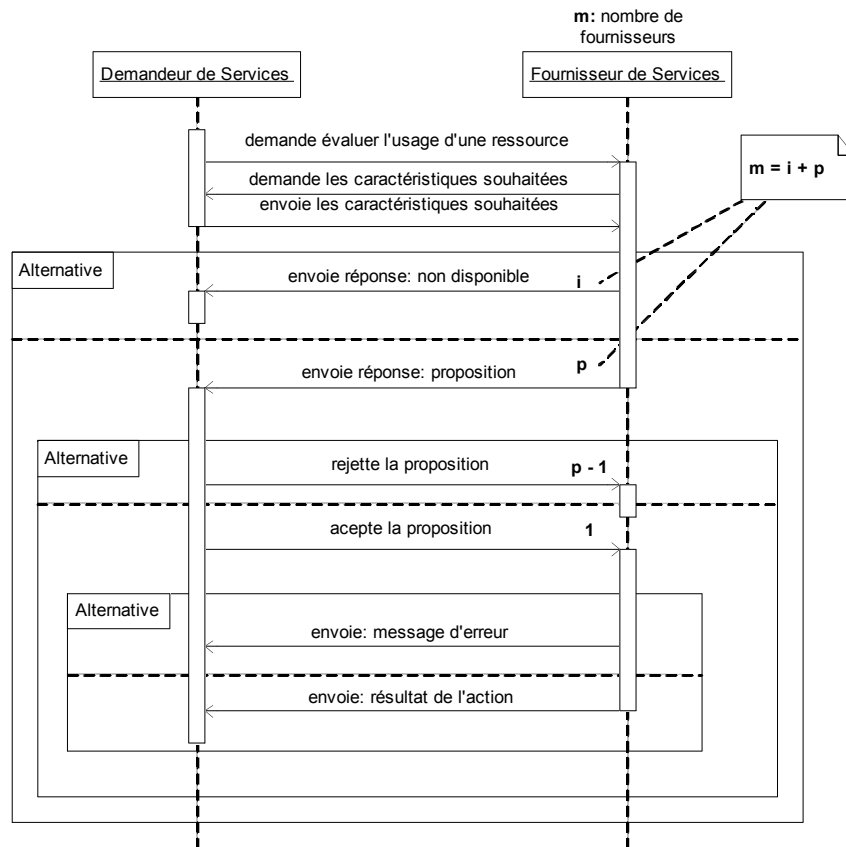 m: nombre de
fournisseurs
Demandeur de Services
Fournisseur de Services
demande évaluer l'usage d'une ressource
m = i + p
demande les caractéristiques souhaitées
envoie les caractéristiques souhaitées
Alternative
envoie réponse: non disponible
i
p
envoie réponse: proposition
Alternative
rejette la proposition
p - 1
acepte la proposition
1
Alternative
envoie: message d'erreur
envoie: résultat de l'action